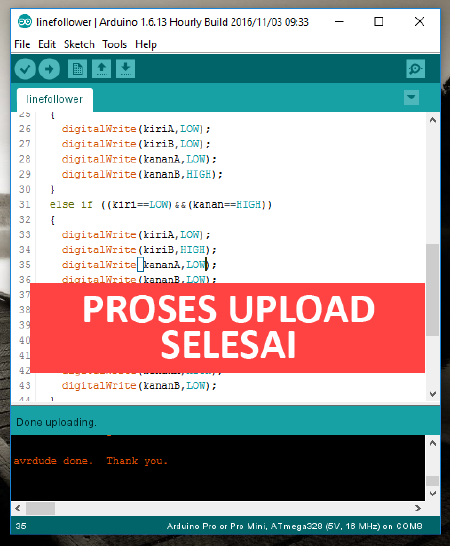 linefollower | Arduino 1.6.13 Hourly Build 2016/11/03 09:33
File Edit Sketch Tools Help
linefollower
25 {
26 digitalWrite(kiriA,LOW);
27 digitalWrite(kiriB,LOW);
28 digitalWrite(kananA,LOW);
29 digitalWrite(kananB,HIGH);
30 }
31 else if ((kiri==LOW)&&(kanan==HIGH))
32 {
33 digitalWrite(kiriA,LOW);
34 digitalWrite(kiriB,HIGH);
35 digitalWrite(kananA,LOW);
36 digitalWrite(kananB,LOW);
37
PROSES UPLOAD
SELESAI
43 digitalWrite(kananB,LOW);
44 }
Done uploading.
avrdude done.  Thank you.
35 Arduino Pro or Pro Mini, ATmega328 (5V, 16 MHz) on COM8